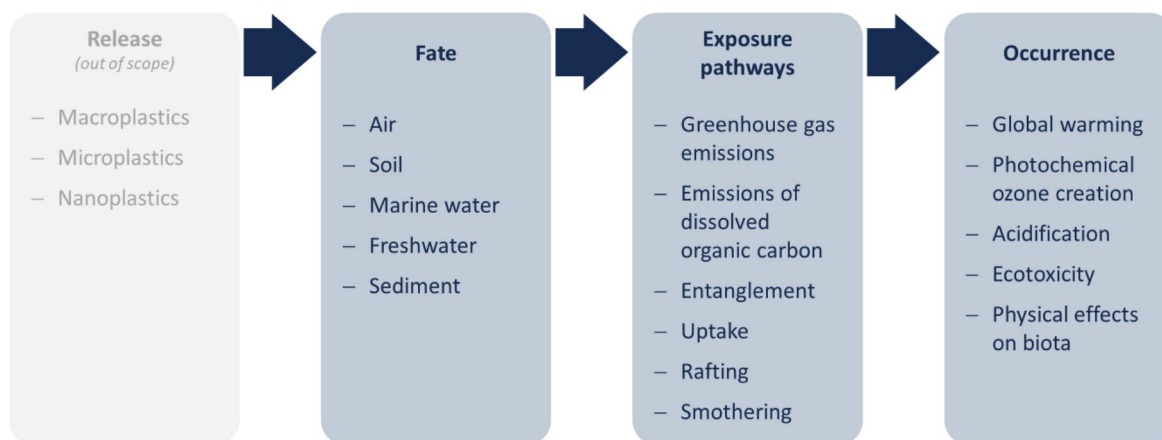 Release
(out of scope)
– Macroplastics
– Microplastics
– Nanoplastics
Fate
– Air
– Soil
– Marine water
– Freshwater
– Sediment
Exposure
pathways
– Greenhouse gas
emissions
– Emissions of
dissolved
organic carbon
– Entanglement
– Uptake
– Rafting
– Smothering
Occurrence
– Global warming
– Photochemical
ozone creation
– Acidification
– Ecotoxicity
– Physical effects
on biota